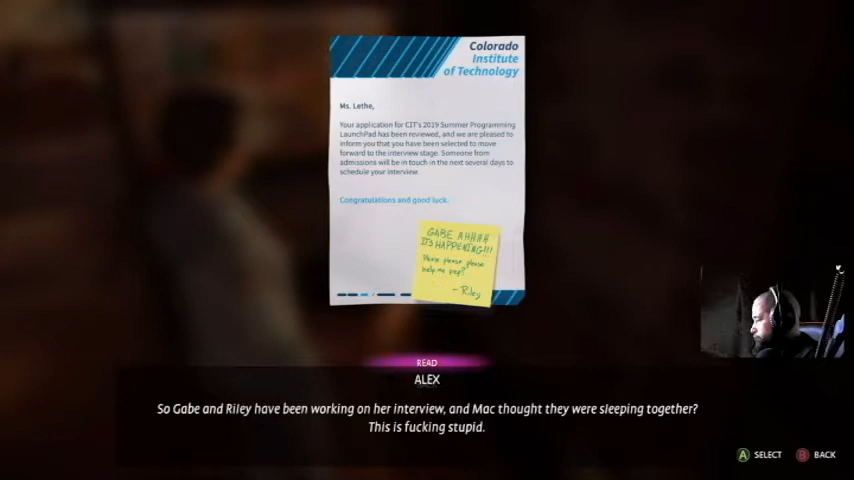 Colorado
Institute
of Technology
Ms. Lethe,
Your application for CIT's 2019 Summer Programming
LaunchPad has been reviewed, and we are pleased to
inform you that you have been selected to move
forward to the interview stage. Someone from
admissions will be in touch in the next several days to
schedule your interview.
Congratulations and good luck.
GABE AHHHH
ITS HAPPENING!!!
Please please please
help me prep?
- Riley
READ
ALEX
So Gabe and Riley have been working on her interview, and Mac thought they were sleeping together?
This is fucking stupid.
A SELECT B BACK